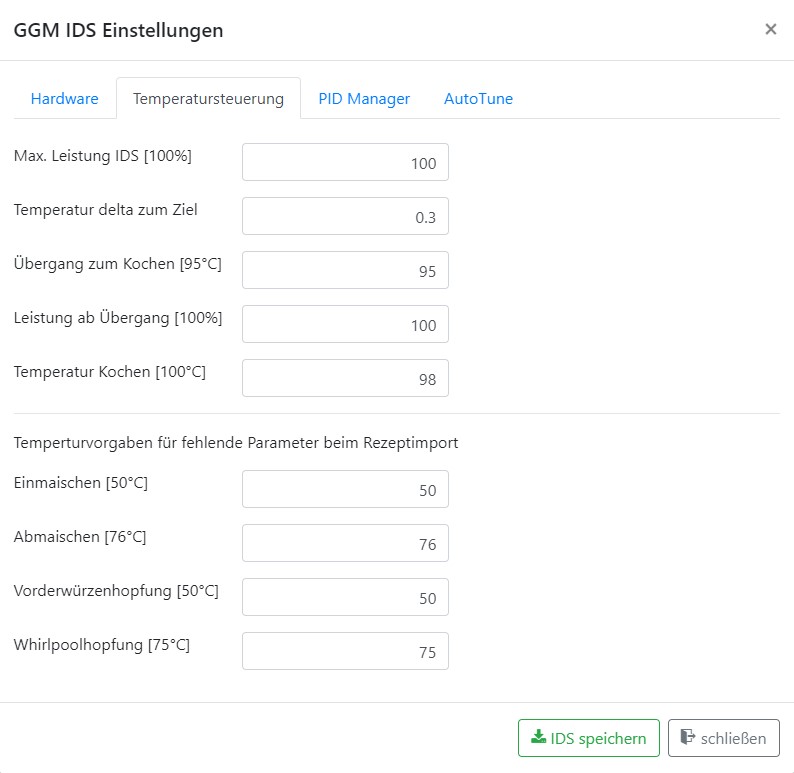 GGM IDS Einstellungen ×
Hardware Temperatursteuerung PID Manager AutoTune
Max. Leistung IDS [100%] 100
Temperatur delta zum Ziel 0.3
Übergang zum Kochen [95°C] 95
Leistung ab Übergang [100%] 100
Temperatur Kochen [100°C] 98
Temperturvorgaben für fehlende Parameter beim Rezeptimport
Einmaischen [50°C] 50
Abmaischen [76°C] 76
Vorderwürzenhopfung [50°C] 50
Whirlpoolhopfung [75°C] 75
IDS speichern schließen